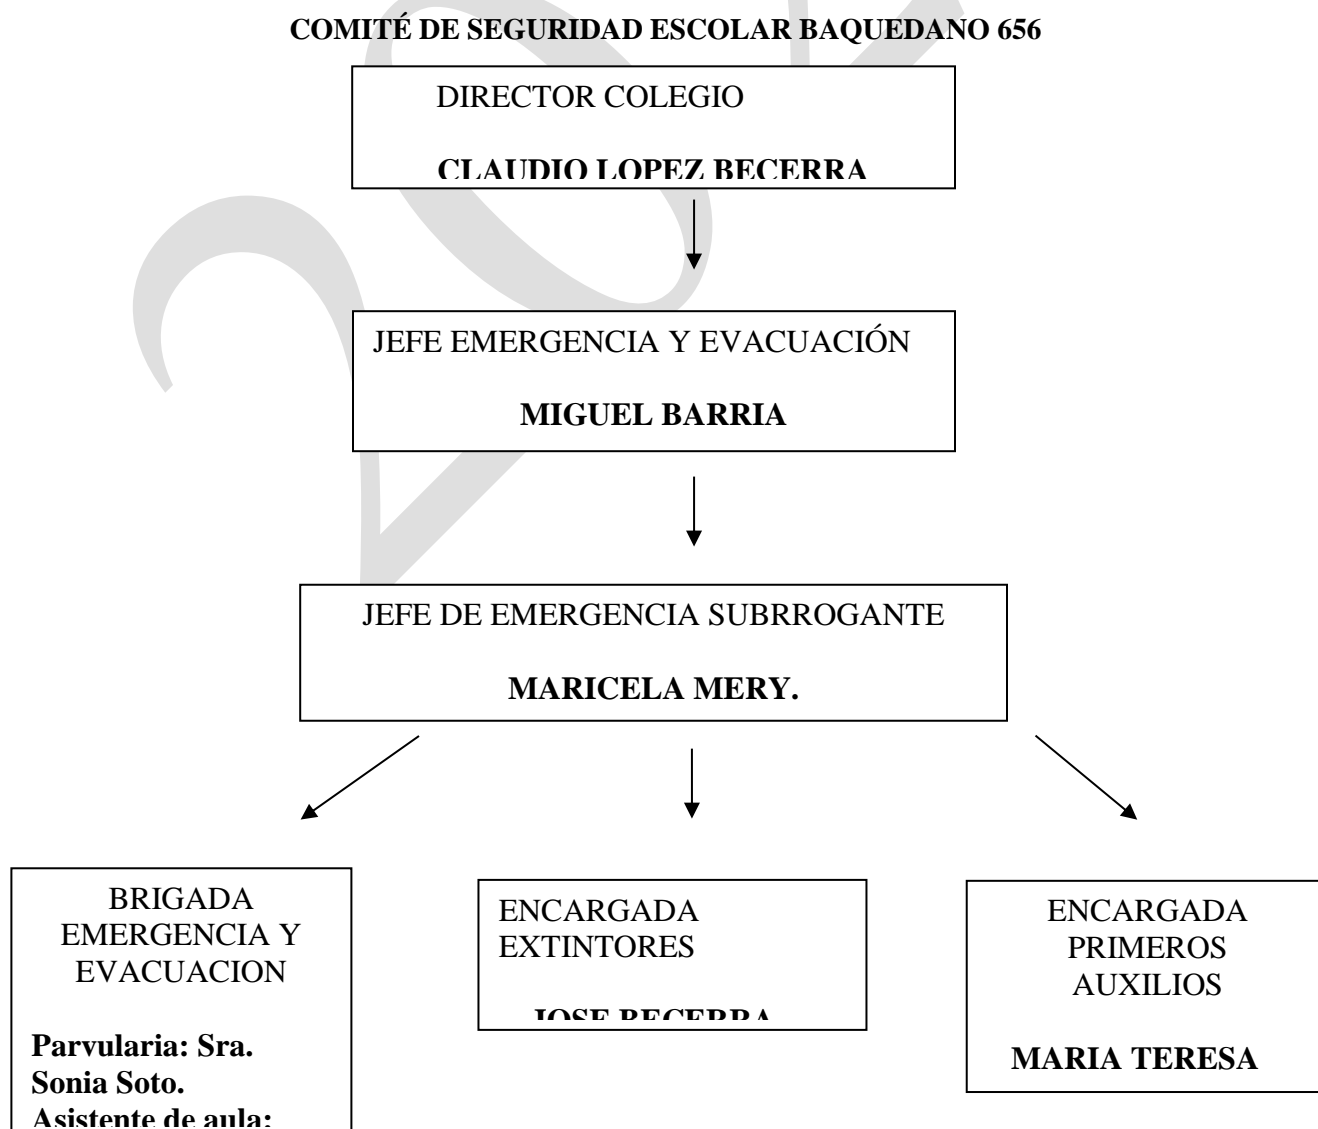 COMITÉ DE SEGURIDAD ESCOLAR BAQUEDANO 656
DIRECTOR COLEGIO
CLAUDIO LOPEZ BECERRA
JEFE EMERGENCIA Y EVACUACIÓN
MIGUEL BARRIA
JEFE DE EMERGENCIA SUBRROGANTE
MARICELA MERY.
BRIGADA
EMERGENCIA Y
EVACUACION
Parvularia: Sra.
Sonia Soto.
Asistente de aula:
ENCARGADA
EXTINTORES
JOSE BECERRA
ENCARGADA
PRIMEROS
AUXILIOS
MARIA TERESA